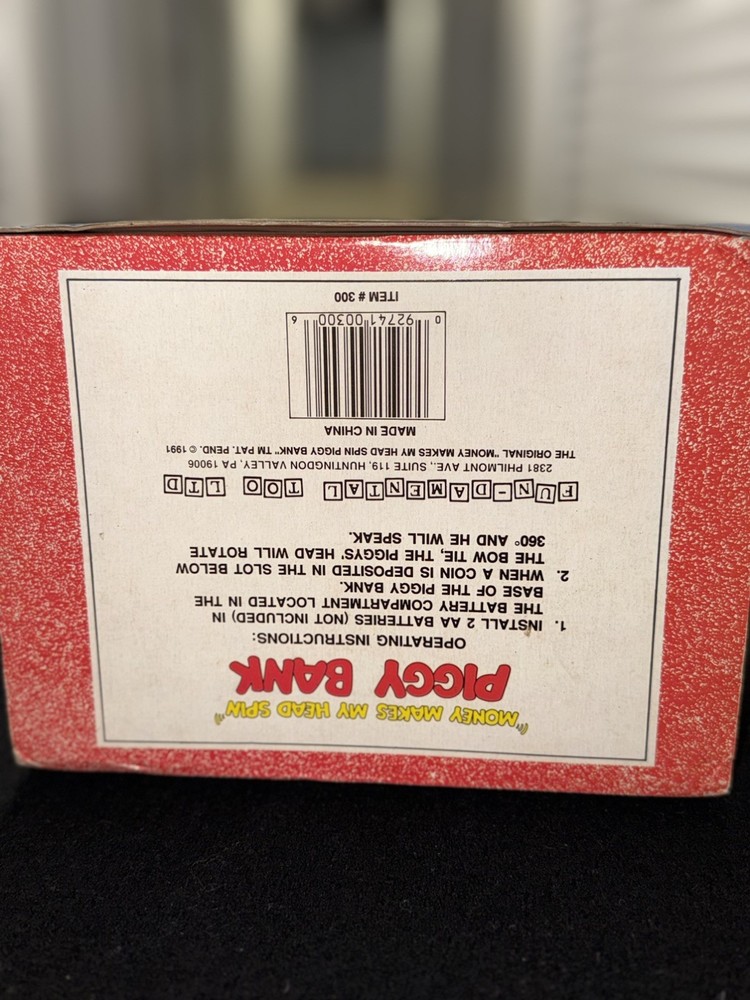 "MONEY MAKES MY HEAD SPIN"
PIGGY BANK
OPERATING INSTRUCTIONS:
1. INSTALL 2 AA BATTERIES (NOT INCLUDED) IN
THE BATTERY COMPARTMENT LOCATED IN THE
BASE OF THE PIGGY BANK.
2. WHEN A COIN IS DEPOSITED IN THE SLOT BELOW
THE BOW TIE, THE PIGGYS' HEAD WILL ROTATE
360° AND HE WILL SPEAK.
FUN-DAMENTAL TOO LTD
2381 PHILMONT AVE., SUITE 119, HUNTINGDON VALLEY, PA 19006
THE ORIGINAL "MONEY MAKES MY HEAD SPIN PIGGY BANK" TM PAT. PEND. © 1991
MADE IN CHINA
0 92741 00300 6
ITEM # 300